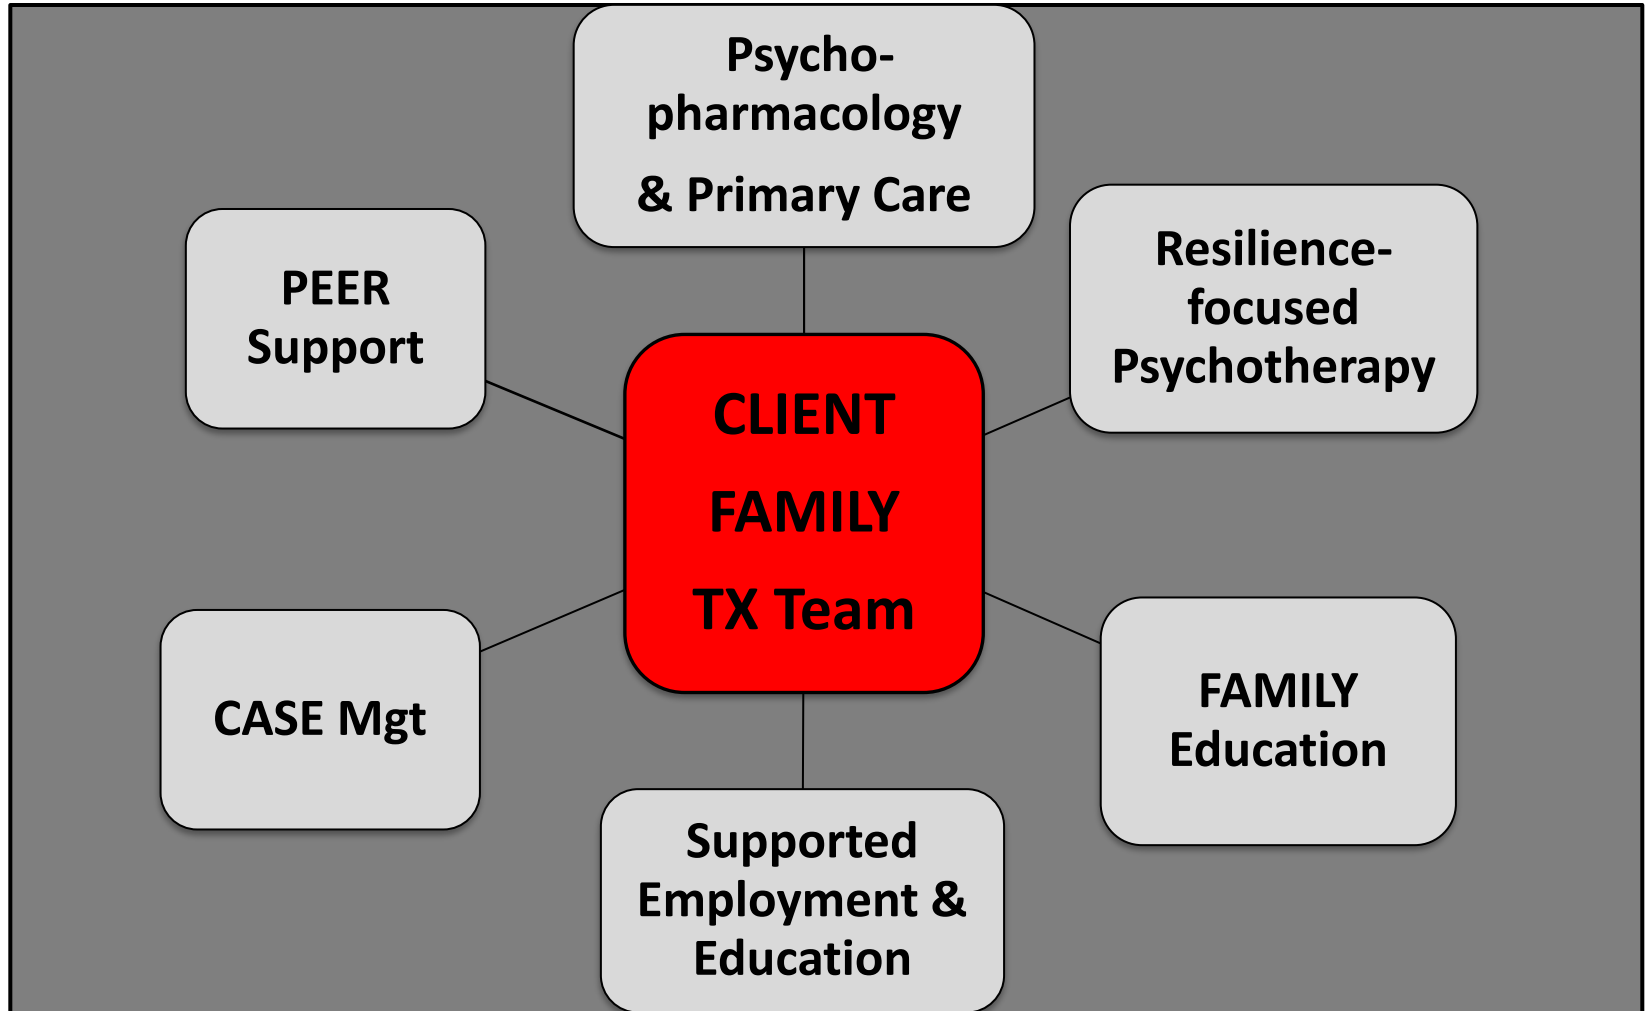 Psycho-
pharmacology
& Primary Care
Resilience-
focused
Psychotherapy
PEER
Support
CLIENT
FAMILY
TX Team
CASE Mgt
FAMILY
Education
Supported
Employment &
Education